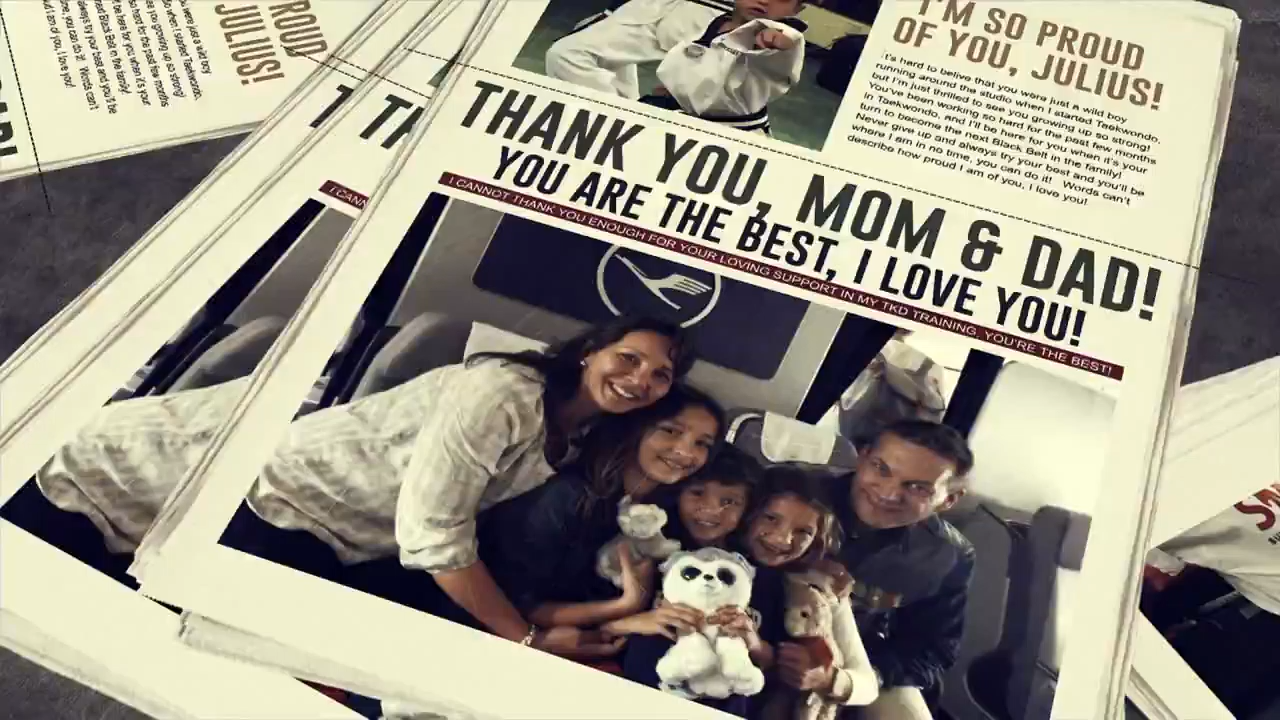 I'M SO PROUD
OF YOU, JULIUS!
It's hard to belive that you were just a wild boy
running around the studio when I started Taekwondo,
but I'm just thrilled to see you growing up so strong!
You've been working so hard for the past few months
in Taekwondo, and I'll be here for you when it's your
turn to become the next Black Belt in the family!
Never give up and always try your best and you'll be
where I am in no time, you can do it! Words can't
describe how proud I am of you, I love you!
THANK YOU, MOM & DAD!
YOU ARE THE BEST, I LOVE YOU!
I CANNOT THANK YOU ENOUGH FOR YOUR LOVING SUPPORT IN MY TKD TRAINING, YOU'RE THE BEST!
PROUD
JULIUS!
TH
I CANN